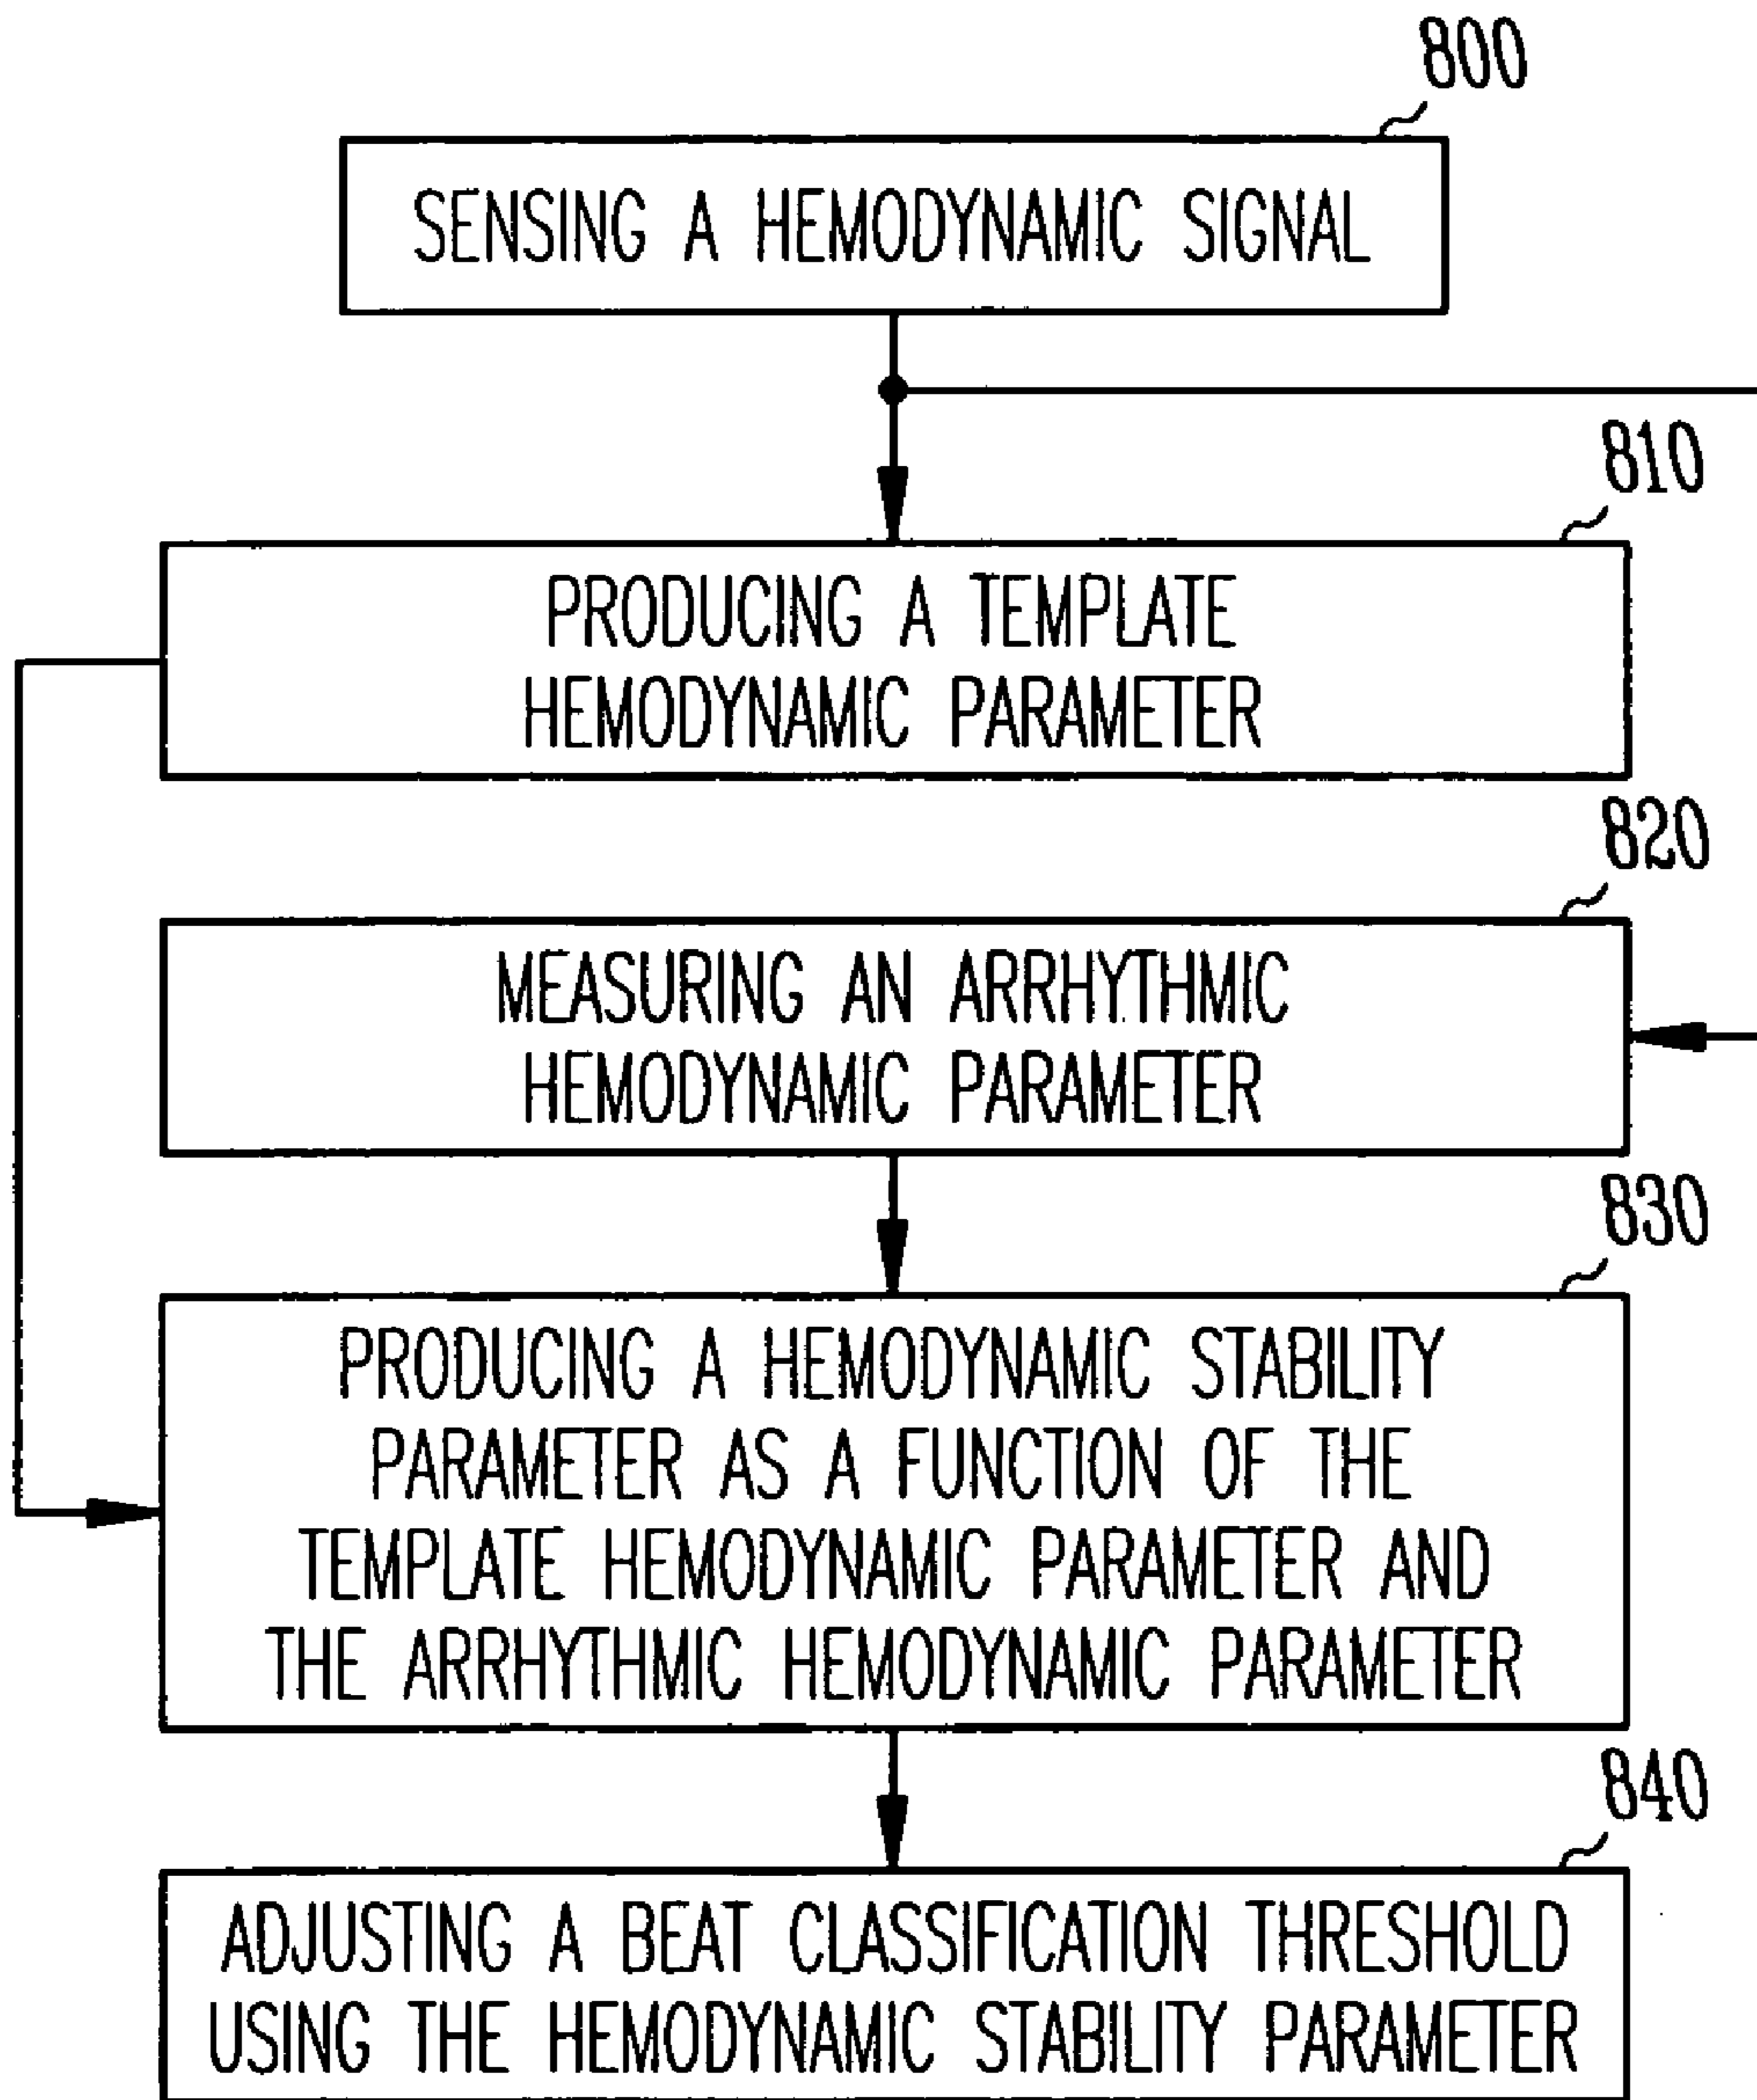 800
SENSING A HEMODYNAMIC SIGNAL
810
PRODUCING A TEMPLATE
HEMODYNAMIC PARAMETER
820
MEASURING AN ARRHYTHMIC
HEMODYNAMIC PARAMETER
830
PRODUCING A HEMODYNAMIC STABILITY
PARAMETER AS A FUNCTION OF THE
TEMPLATE HEMODYNAMIC PARAMETER AND
THE ARRHYTHMIC HEMODYNAMIC PARAMETER
840
ADJUSTING A BEAT CLASSIFICATION THRESHOLD
USING THE HEMODYNAMIC STABILITY PARAMETER